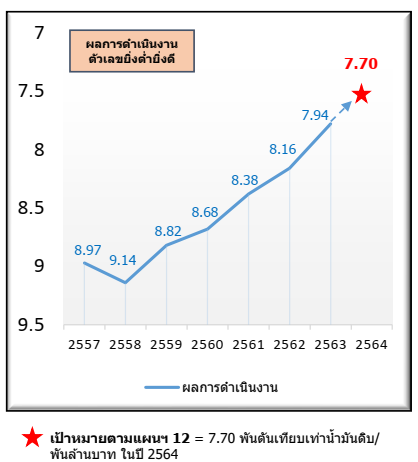 ผลการดำเนินงาน
ตัวเลขยิ่งต่ำยิ่งดี
7
7.5
8
8.5
9
9.5
8.97
9.14
8.82
8.68
8.38
8.16
7.94
7.70
2557 2558 2559 2560 2561 2562 2563 2564
ผลการดำเนินงาน
เป้าหมายตามแผนฯ 12 = 7.70 พันตันเทียบเท่าน้ำมันดิบ/
พันล้านบาท ในปี 2564